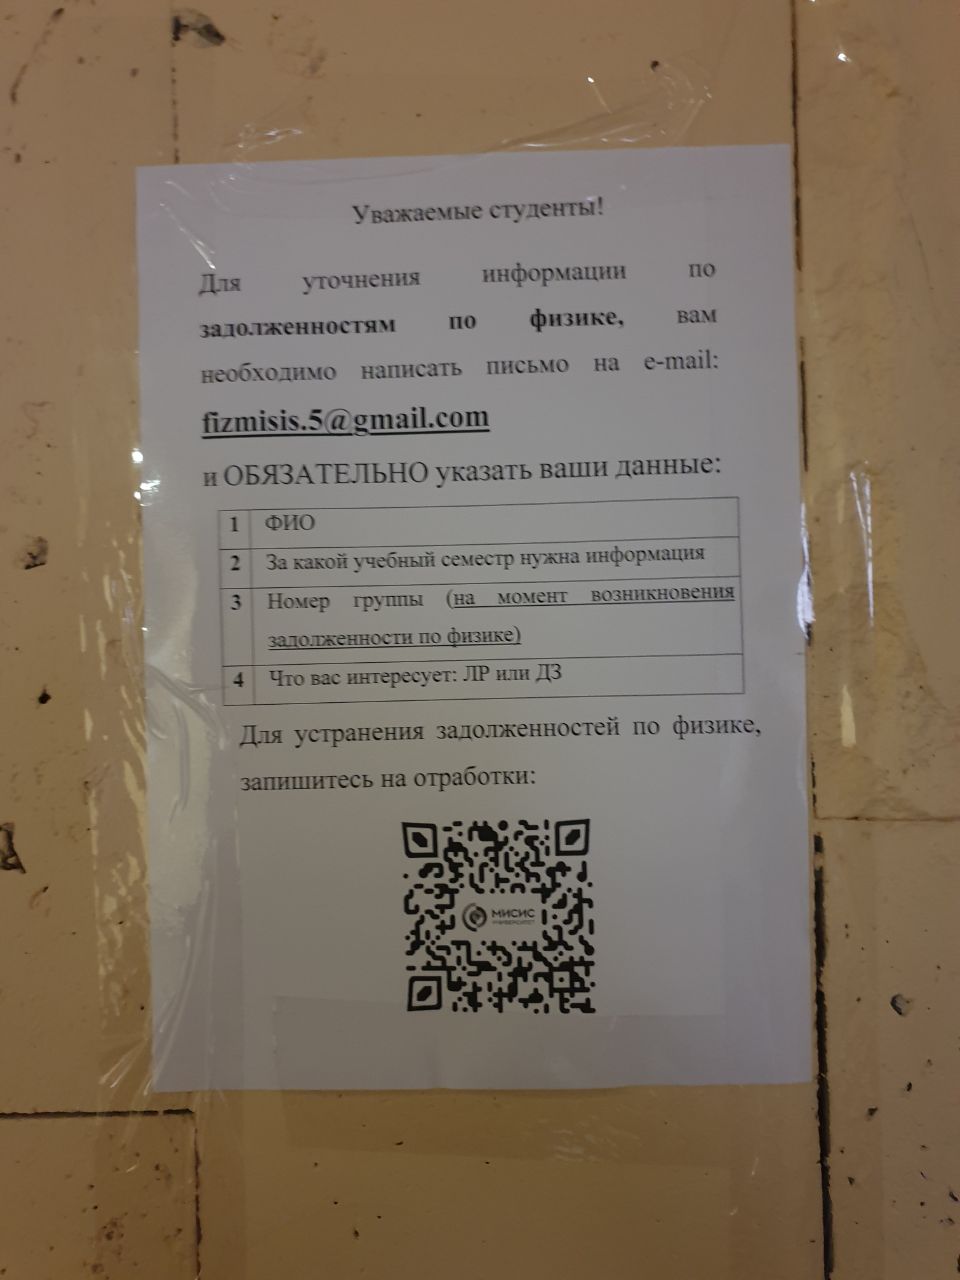 Уважаемые студенты!
Для уточнения информации по
задолженностям по физике, вам
необходимо написать письмо на e-mail:
fizmisis.5@gmail.com
и ОБЯЗАТЕЛЬНО указать ваши данные:
1 ФИО
2 За какой учебный семестр нужна информация
3 Номер группы (на момент возникновения
задолженности по физике)
4 Что вас интересует: ЛР или ДЗ
Для устранения задолженностей по физике,
запишитесь на отработки:
МИСИС
УНИВЕРСИТЕТ